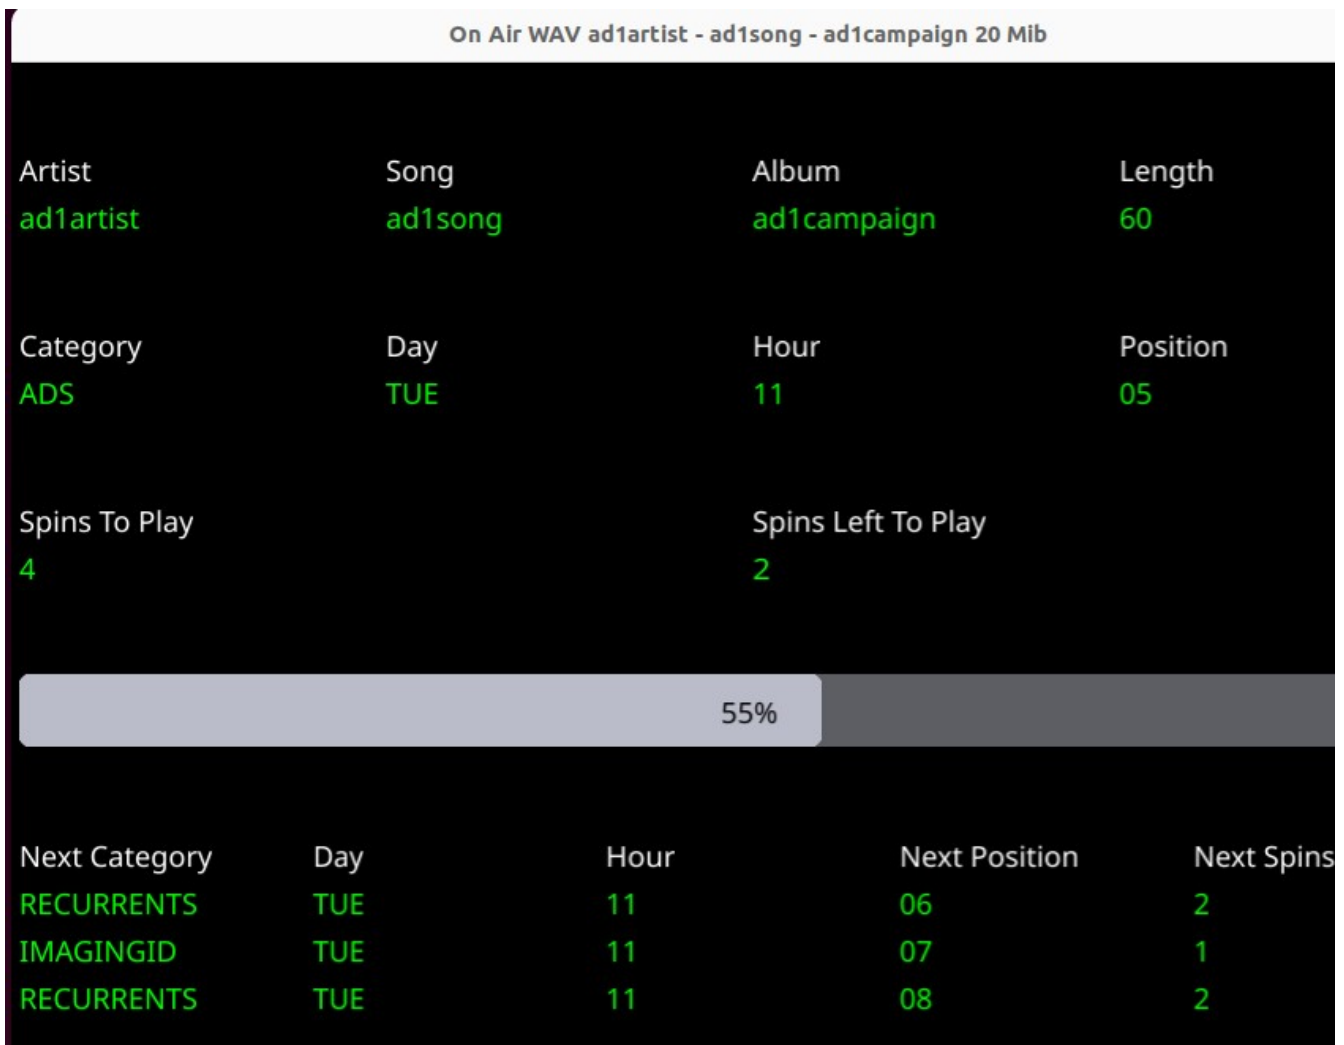 On Air WAV ad1artist - ad1song - ad1campaign 20 Mib
Artist Song Album Length
ad1artist ad1song ad1campaign 60
Category Day Hour Position
ADS TUE 11 05
Spins To Play Spins Left To Play
4 2
55%
Next Category Day Hour Next Position Next Spins
RECURRENTS TUE 11 06 2
IMAGINGID TUE 11 07 1
RECURRENTS TUE 11 08 2